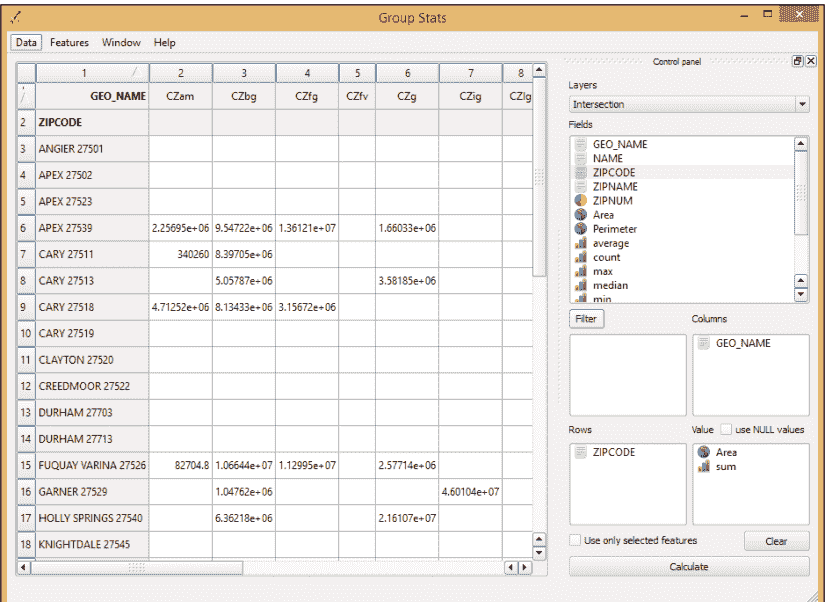 Group Stats
Data Features Window Help
1 2 3 4 5 6 7 8
1 GEO_NAME CZam CZbg CZfg CZfv CZg CZig CZlg
2 ZIPCODE
3 ANGIER 27501
4 APEX 27502
5 APEX 27523
6 APEX 27539 2.25695e+06 9.54722e+06 1.36121e+07 1.66033e+06
7 CARY 27511 340260 8.39705e+06
8 CARY 27513 5.05787e+06 3.58185e+06
9 CARY 27518 4.71252e+06 8.13433e+06 3.15672e+06
10 CARY 27519
11 CLAYTON 27520
12 CREEDMOOR 27522
13 DURHAM 27703
14 DURHAM 27713
15 FUQUAY VARINA 27526 82704.8 1.06644e+07 1.12995e+07 2.57714e+06
16 GARNER 27529 1.04762e+06 4.60104e+07
17 HOLLY SPRINGS 27540 6.36218e+06 2.16107e+07
18 KNIGHTDALE 27545
Control panel
Layers
Intersection
Fields
GEO_NAME
NAME
ZIPCODE
ZIPNAME
ZIPNUM
Area
Perimeter
average
count
max
median
min
Filter Columns
GEO_NAME
Rows Value use NULL values
ZIPCODE Area
sum
Use only selected features Clear
Calculate